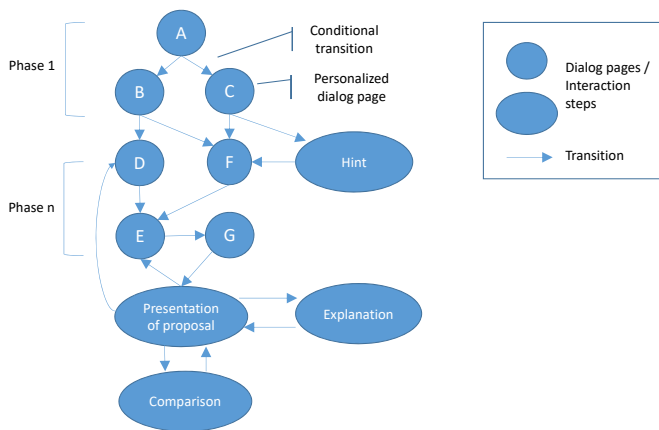 A
Conditional
transition
Phase 1
B
C
Personalized
dialog page
D
F
Hint
Phase n
E
G
Presentation
of proposal
Explanation
Comparison
Dialog pages /
Interaction
steps
Transition